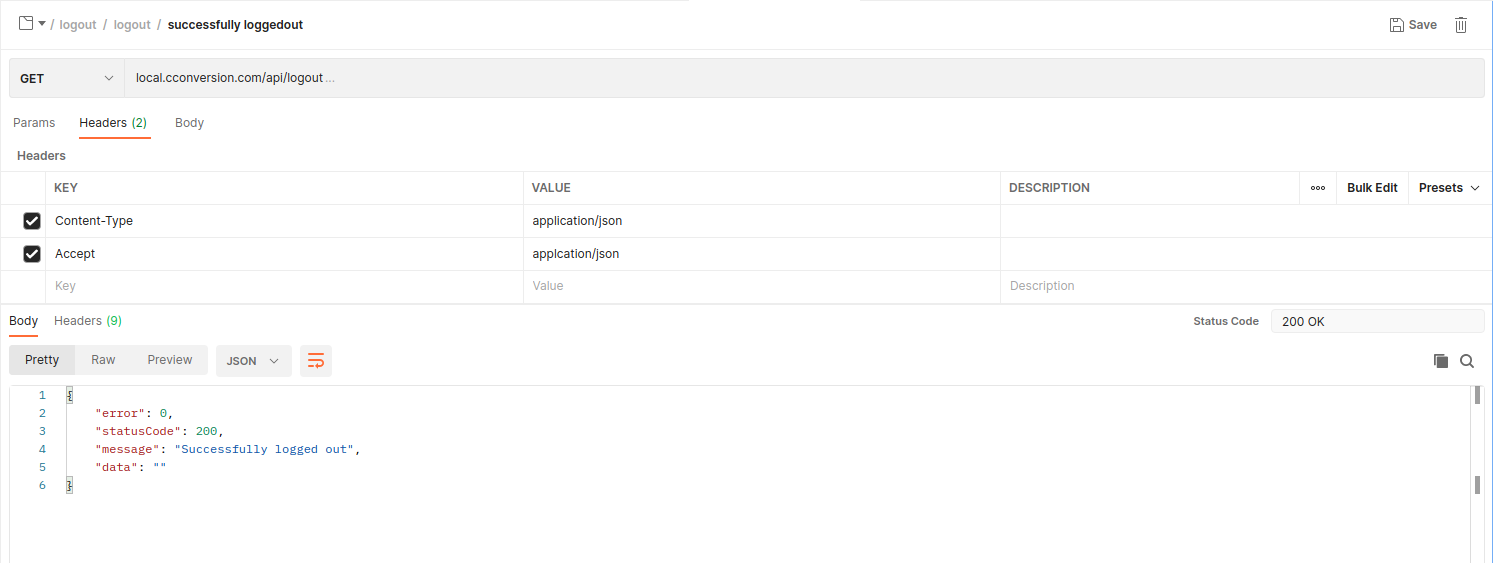 / logout / logout / successfully loggedout Save
GET local.cconversion.com/api/logout ...
Params Headers (2) Body
Headers
KEY VALUE DESCRIPTION ooo Bulk Edit Presets
Content-Type application/json
Accept applcation/json
Key Value Description
Body Headers (9) Status Code 200 OK
Pretty Raw Preview JSON
1 {
2 "error": 0,
3 "statusCode": 200,
4 "message": "Successfully logged out",
5 "data": ""
6 }